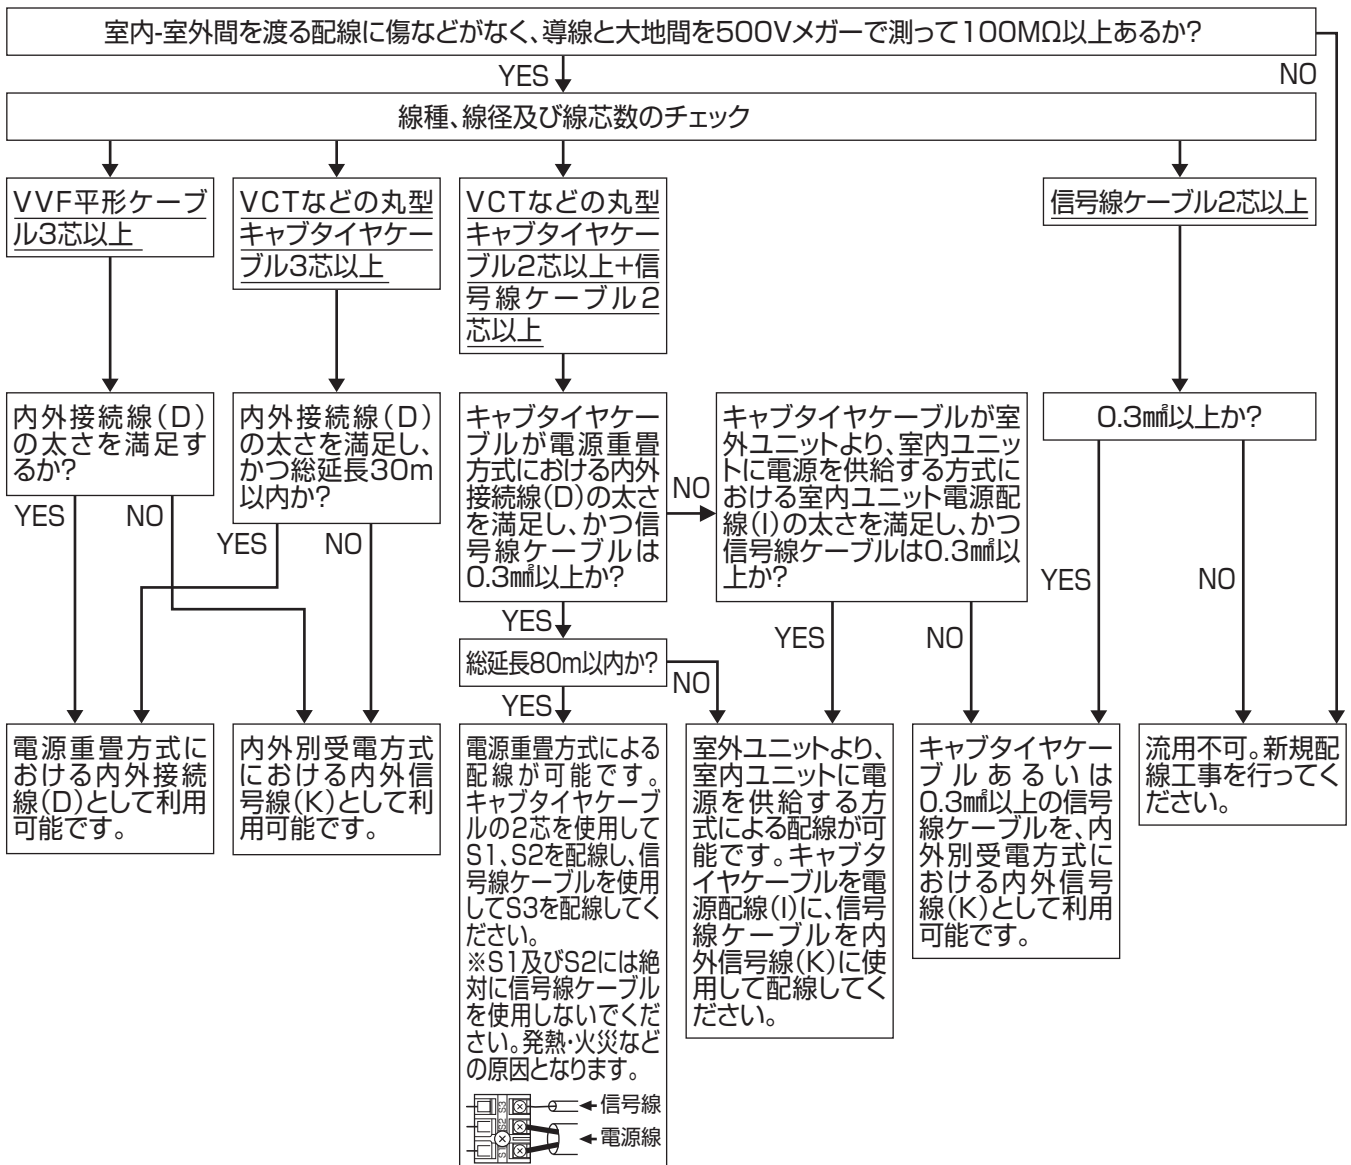 室内-室外間を渡る配線に傷などがなく、導線と大地間を500Vメガーで測って100MΩ以上あるか?
YES
NO
線種、線径及び線芯数のチェック
VVF平形ケーブ
ル3芯以上
VCTなどの丸型
キャブタイヤケー
ブル3芯以上
VCTなどの丸型
キャブタイヤケー
ブル2芯以上+信
号線ケーブル2
芯以上
信号線ケーブル2芯以上
内外接続線(D)
の太さを満足す
るか?
内外接続線(D)
の太さを満足し、
かつ総延長30m
以内か?
キャブタイヤケー
ブルが電源重畳
方式における内外
接続線(D)の太さ
を満足し、かつ信
号線ケーブルは
0.3㎟以上か?
NO
キャブタイヤケーブルが室
外ユニットより、室内ユニッ
トに電源を供給する方式に
おける室内ユニット電源配
線(I)の太さを満足し、かつ
信号線ケーブルは0.3㎟以
上か?
0.3㎟以上か?
YES
NO
YES
NO
YES
NO
YES
NO
YES
総延長80m以内か?
NO
YES
電源重畳方式に
おける内外接続
線(D)として利用
可能です。
内外別受電方式
における内外信
号線(K)として利
用可能です。
電源重畳方式による
配線が可能です。
キャブタイヤケーブ
ルの2芯を使用して
S1、S2を配線し、信
号線ケーブルを使用
してS3を配線してく
ださい。
※S1及びS2には絶
対に信号線ケーブル
を使用しないでくだ
さい。発熱・火災など
の原因となります。
S3
信号線
S2
電源線
S1
室外ユニットより、
室内ユニットに電
源を供給する方
式による配線が可
能です。キャブタ
イヤケーブルを電
源配線(I)に、信号
線ケーブルを内
外信号線(K)に使
用して配線してく
ださい。
キャブタイヤケー
ブルあるいは
0.3㎟以上の信号
線ケーブルを、内
外別受電方式に
おける内外信号
線(K)として利用
可能です。
流用不可。新規配
線工事を行ってく
ださい。